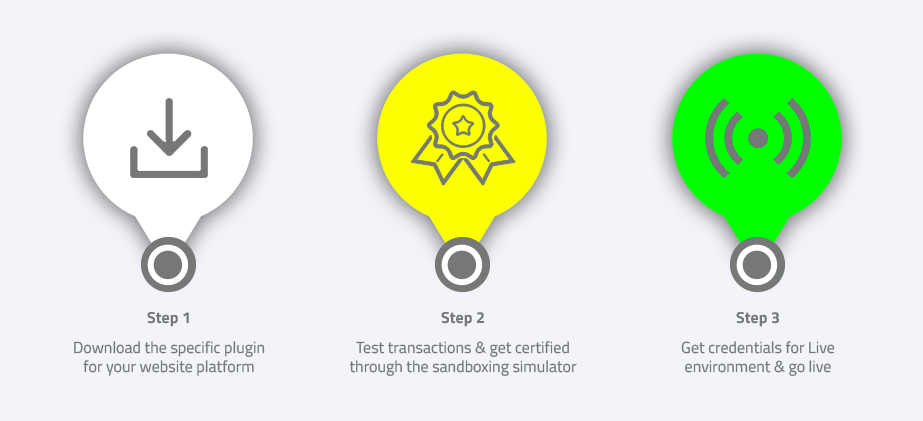 Step 1
Download the specific plugin
for your website platform
Step 2
Test transactions & get certified
through the sandboxing simulator
Step 3
Get credentials for Live
environment & go live